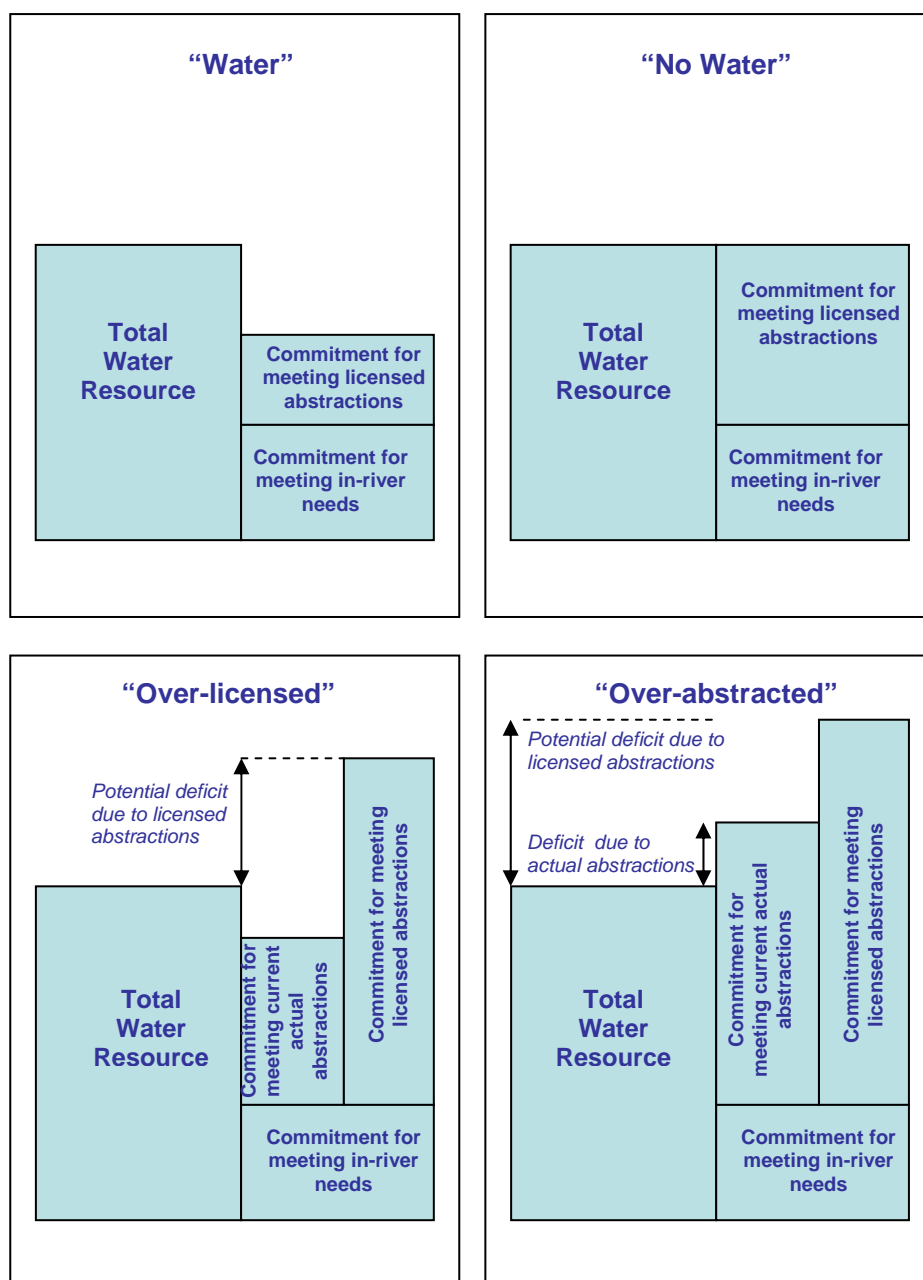 “Water”
Total
Water
Resource
Commitment for
meeting licensed
abstractions
Commitment for
meeting in-river
needs
“No Water”
Total
Water
Resource
Commitment for
meeting licensed
abstractions
Commitment for
meeting in-river
needs
“Over-licensed”
Potential deficit
due to licensed
abstractions
Total
Water
Resource
Commitment for
meeting current
actual
abstractions
Commitment for meeting
licensed abstractions
Commitment for
meeting in-river
needs
“Over-abstracted”
Potential deficit due to
licensed abstractions
Deficit due to
actual abstractions
Total
Water
Resource
Commitment for
meeting current actual
abstractions
Commitment for meeting
licensed abstractions
Commitment for
meeting in-river
needs